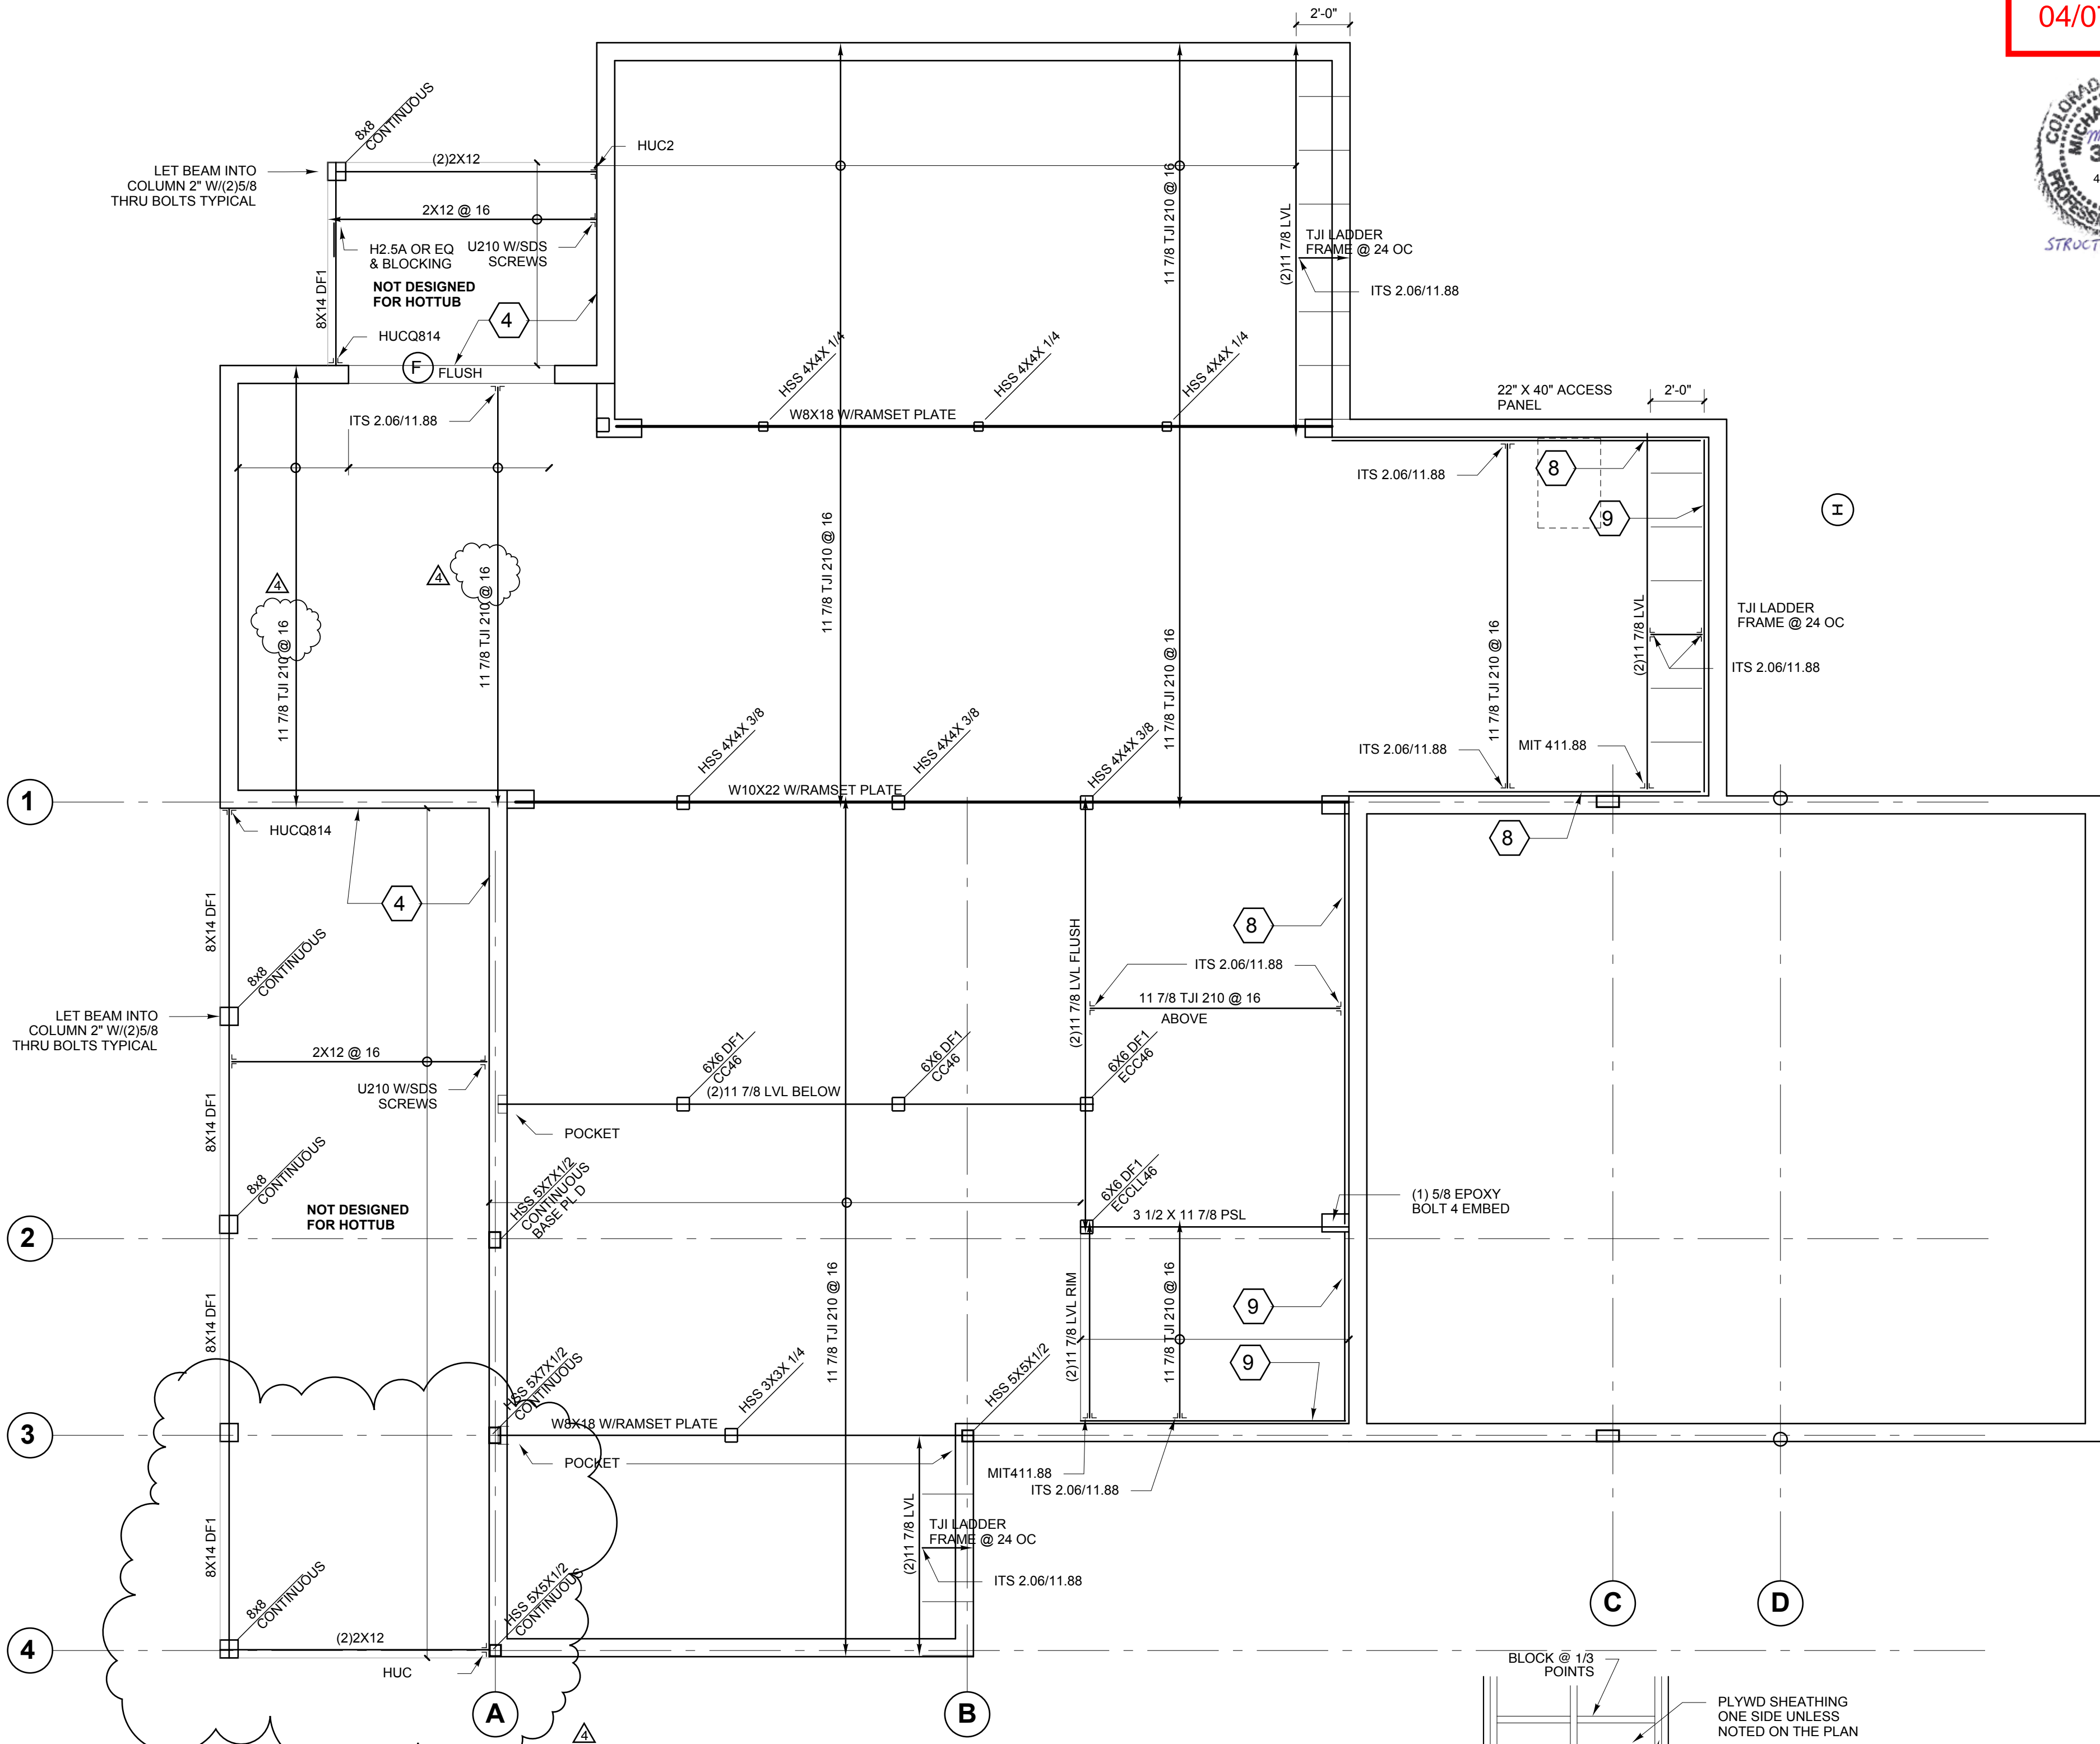 2'-0"
04/0
COLORADO
MICHA
PROFESS
STRUCT
8x8
CONTINUOUS
LET BEAM INTO
COLUMN 2" W/(2)5/8
THRU BOLTS TYPICAL
(2)2X12
HUC2
2X12 @ 16
H2.5A OR EQ
& BLOCKING
U210 W/SDS
SCREWS
NOT DESIGNED
FOR HOTTUB
8X14 DF1
4
HUCQ814
F
FLUSH
ITS 2.06/11.88
11 7/8 TJI 210 @ 16
(2)11 7/8 LVL
TJI LADDER
FRAME @ 24 OC
ITS 2.06/11.88
HSS 4X4X 1/4
HSS 4X4X 1/4
HSS 4X4X 1/4
W8X18 W/RAMSET PLATE
22" X 40" ACCESS
PANEL
2'-0"
ITS 2.06/11.88
8
9
I
4
11 7/8 TJI 210 @ 16
4
11 7/8 TJI 210 @ 16
11 7/8 TJI 210 @ 16
11 7/8 TJI 210 @ 16
11 7/8 TJI 210 @ 16
(2)11 7/8 LVL
TJI LADDER
FRAME @ 24 OC
ITS 2.06/11.88
HSS 4X4X 3/8
HSS 4X4X 3/8
HSS 4X4X 3/8
ITS 2.06/11.88
MIT 411.88
1
W10X22 W/RAMSET PLATE
HUCQ814
8
4
8X14 DF1
8x8
CONTINUOUS
(2)11 7/8 LVL FLUSH
8
ITS 2.06/11.88
11 7/8 TJI 210 @ 16
ABOVE
LET BEAM INTO
COLUMN 2" W/(2)5/8
THRU BOLTS TYPICAL
2X12 @ 16
U210 W/SDS
SCREWS
6X6 DF1
CC46
6X6 DF1
CC46
6X6 DF1
ECC46
(2)11 7/8 LVL BELOW
POCKET
8X14 DF1
8x8
CONTINUOUS
NOT DESIGNED
FOR HOTTUB
HSS 5X7X1/2
CONTINUOUS
BASE PL D
6X6 DF1
ECCLL46
3 1/2 X 11 7/8 PSL
(1) 5/8 EPOXY
BOLT 4 EMBED
2
8X14 DF1
11 7/8 TJI 210 @ 16
(2)11 7/8 LVL RIM
11 7/8 TJI 210 @ 16
9
9
HSS 5X7X1/2
CONTINUOUS
HSS 3X3X 1/4
HSS 5X5X1/2
3
W8X18 W/RAMSET PLATE
POCKET
MIT411.88
ITS 2.06/11.88
8X14 DF1
(2)11 7/8 LVL
TJI LADDER
FRAME @ 24 OC
ITS 2.06/11.88
8x8
CONTINUOUS
HSS 5X5X1/2
CONTINUOUS
C
D
4
(2)2X12
HUC
A
B
4
BLOCK @ 1/3
POINTS
PLYWD SHEATHING
ONE SIDE UNLESS
NOTED ON THE PLAN